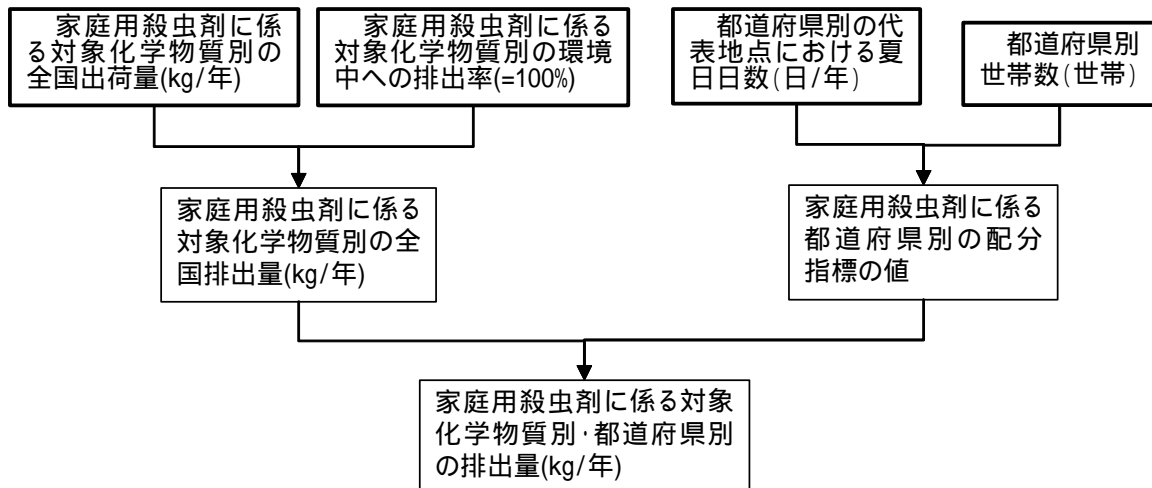 家庭用殺虫剤に係
る対象化学物質別の
全国出荷量(kg/年)
家庭用殺虫剤に係る
対象化学物質別の環境
中への排出率(=100%)
都道府県別の代
表地点における夏
日日数(日/年)
都道府県別
世帯数(世帯)
家庭用殺虫剤に係る
対象化学物質別の全
国排出量(kg/年)
家庭用殺虫剤に係る
都道府県別の配分
指標の値
家庭用殺虫剤に係る対象
化学物質別・都道府県別
の排出量(kg/年)